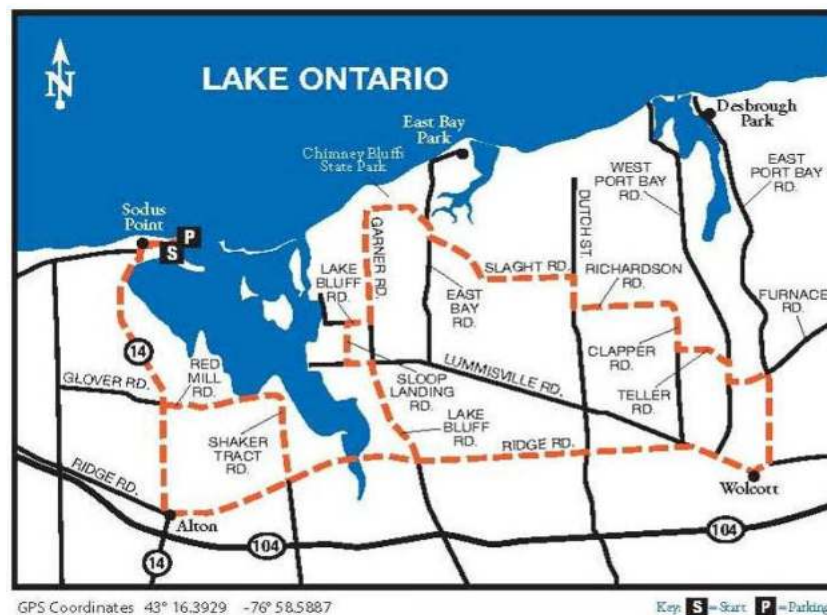 N
LAKE ONTARIO
East Bay
Park
Desbrough
Park
Chimney Bluffs
State Park
WEST
PORT BAY
RD.
EAST
PORT BAY
RD.
Sodus
Point
P
S
GARNER RD.
DUTCH ST.
SLAGHT RD.
RICHARDSON
RD.
LAKE
BLUFF
RD.
EAST
BAY
RD.
FURNACE
RD.
14
RED
MILL
RD.
GLOVER RD.
CLAPPER
RD.
LUMMISVILLE RD.
SLOOP
LANDING
RD.
TELLER
RD.
SHAKER
TRACT
RD.
LAKE
BLUFF RD.
RIDGE RD.
RIDGE RD.
Wolcott
Alton
104
104
14
GPS Coordinates 43° 16.3929 -76° 58.5887
Key: S =Start P =Parking